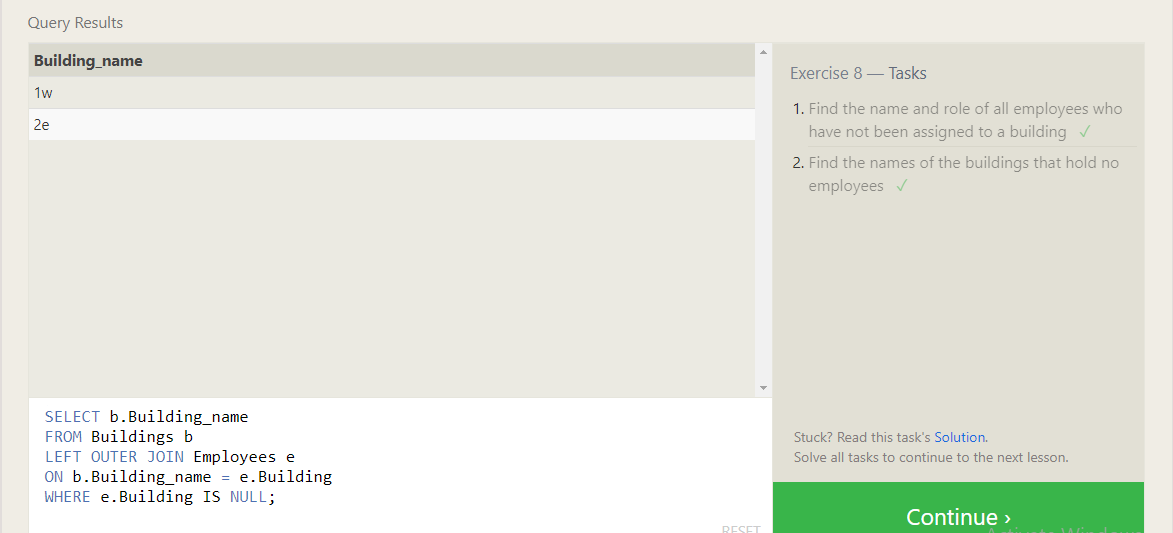 Query Results
Building_name
1w
2e
SELECT b.Building_name
FROM Buildings b
LEFT OUTER JOIN Employees e
ON b.Building_name = e.Building
WHERE e.Building IS NULL;
RESET
Exercise 8 — Tasks
1. Find the name and role of all employees who
have not been assigned to a building ✓
2. Find the names of the buildings that hold no
employees ✓
Stuck? Read this task's Solution.
Solve all tasks to continue to the next lesson.
Continue ›
Activate Windows